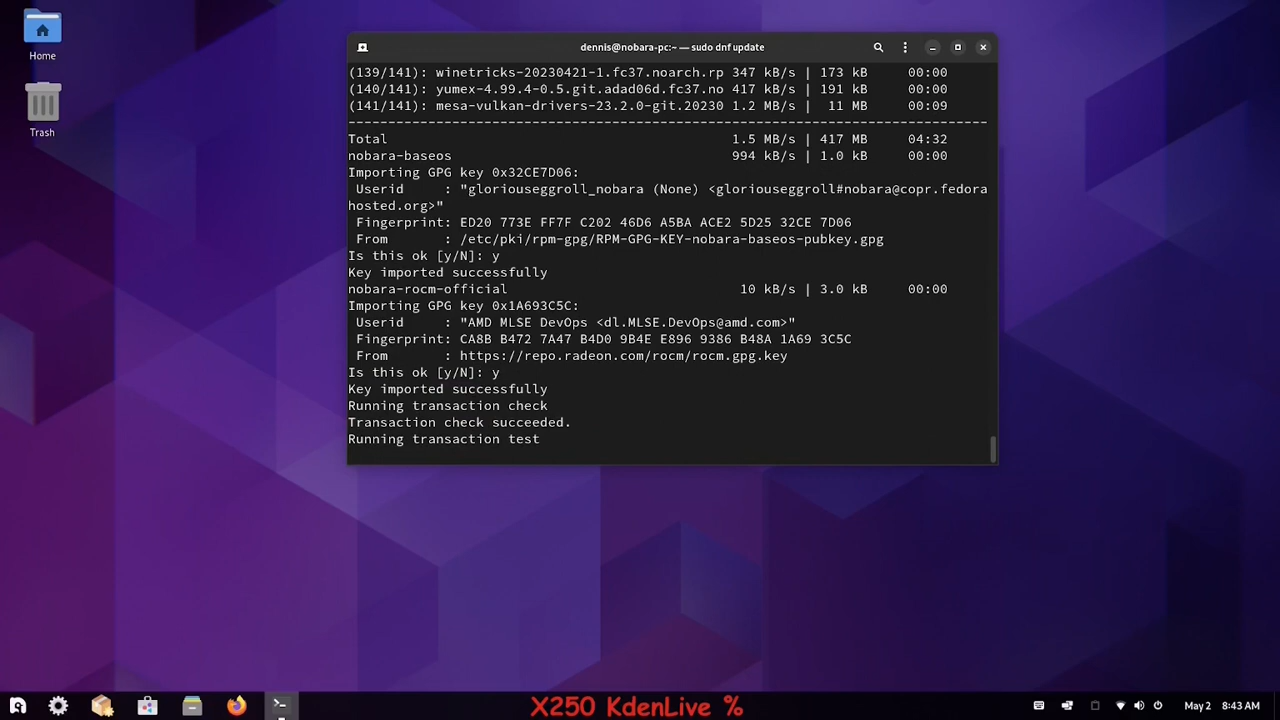 Home
Trash
dennis@nobara-pc:~ — sudo dnf update
(139/141): winetricks-20230421-1.fc37.noarch.rp 347 kB/s | 173 kB     00:00
(140/141): yumex-4.99.4-0.5.git.adad06d.fc37.no 417 kB/s | 191 kB     00:00
(141/141): mesa-vulkan-drivers-23.2.0-git.20230 1.2 MB/s |  11 MB     00:09
--------------------------------------------------------------------------------
Total                                           1.5 MB/s | 417 MB     04:32
nobara-baseos                                   994 kB/s | 1.0 kB     00:00
Importing GPG key 0x32CE7D06:
 Userid     : "gloriouseggroll_nobara (None) <gloriouseggroll#nobara@copr.fedora
hosted.org>"
 Fingerprint: ED20 773E FF7F C202 46D6 A5BA ACE2 5D25 32CE 7D06
 From       : /etc/pki/rpm-gpg/RPM-GPG-KEY-nobara-baseos-pubkey.gpg
Is this ok [y/N]: y
Key imported successfully
nobara-rocm-official                             10 kB/s | 3.0 kB     00:00
Importing GPG key 0x1A693C5C:
 Userid     : "AMD MLSE DevOps <dl.MLSE.DevOps@amd.com>"
 Fingerprint: CA8B B472 7A47 B4D0 9B4E E896 9386 B48A 1A69 3C5C
 From       : https://repo.radeon.com/rocm/rocm.gpg.key
Is this ok [y/N]: y
Key imported successfully
Running transaction check
Transaction check succeeded.
Running transaction test
X250 KdenLive %
May 2 8:43 AM